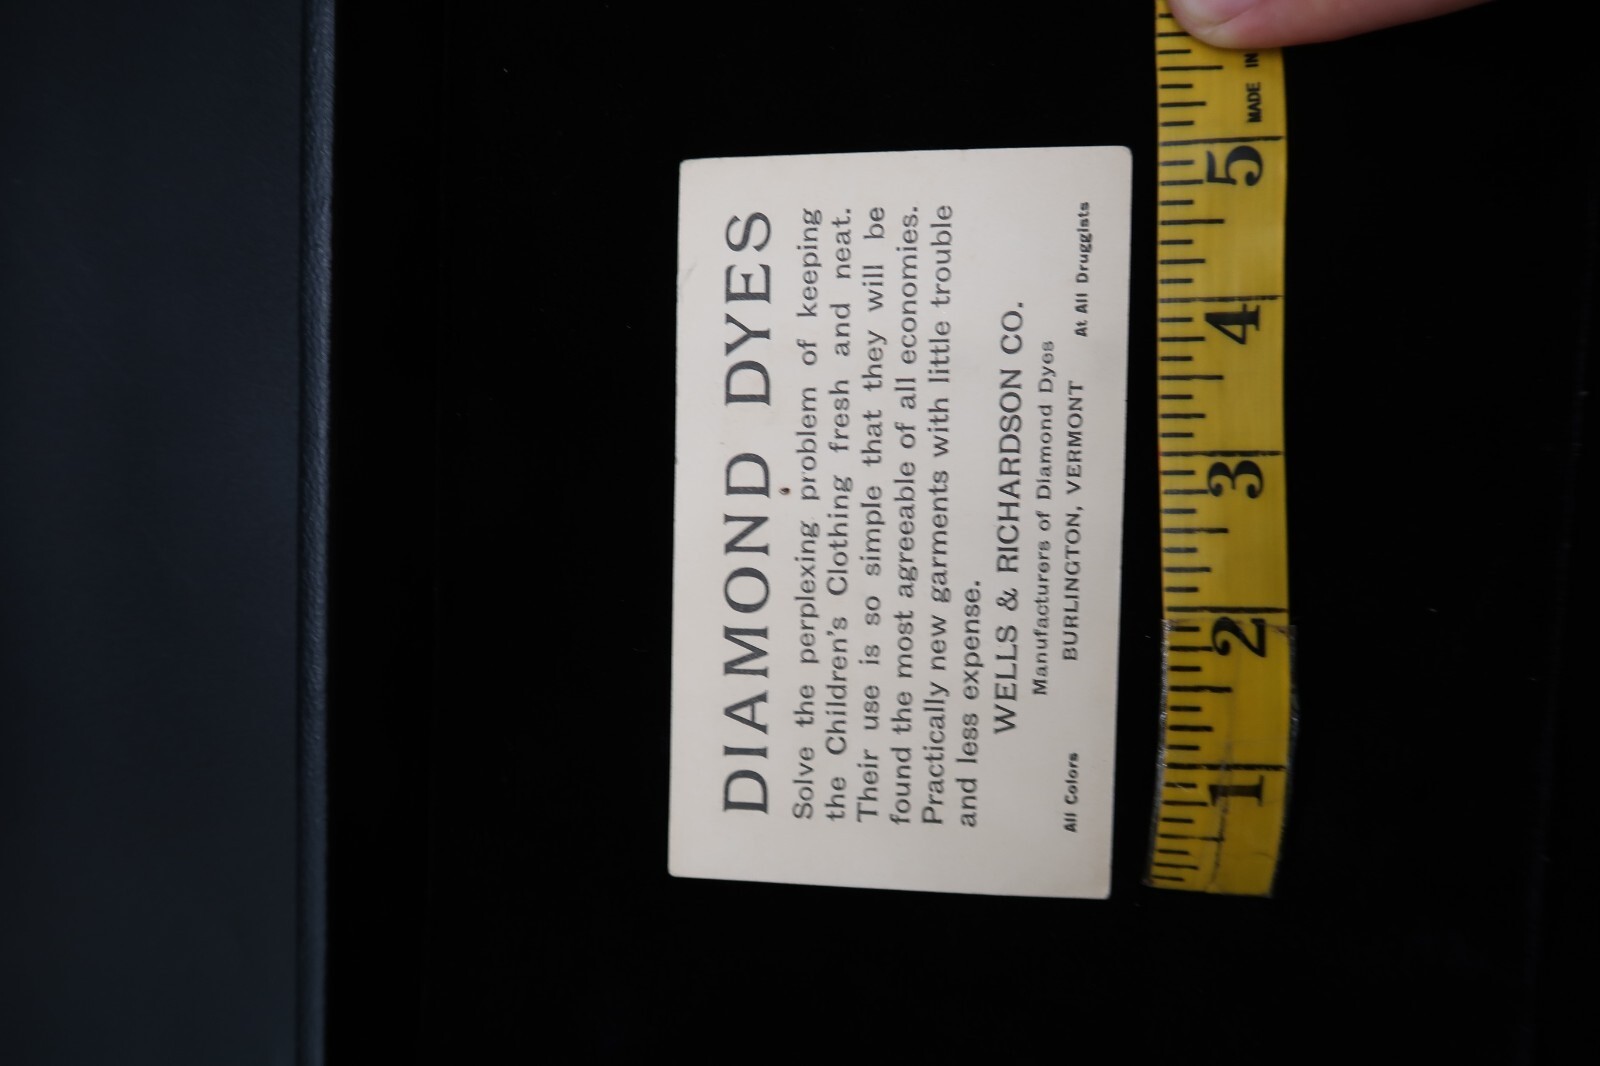 DIAMOND DYES
Solve the perplexing problem of keeping
the Children's Clothing fresh and neat.
Their use is so simple that they will be
found the most agreeable of all economies.
Practically new garments with little trouble
and less expense.
WELLS & RICHARDSON CO.
Manufacturers of Diamond Dyes
All Colors BURLINGTON, VERMONT At All Druggists
1 2 3 4 5 MADE IN